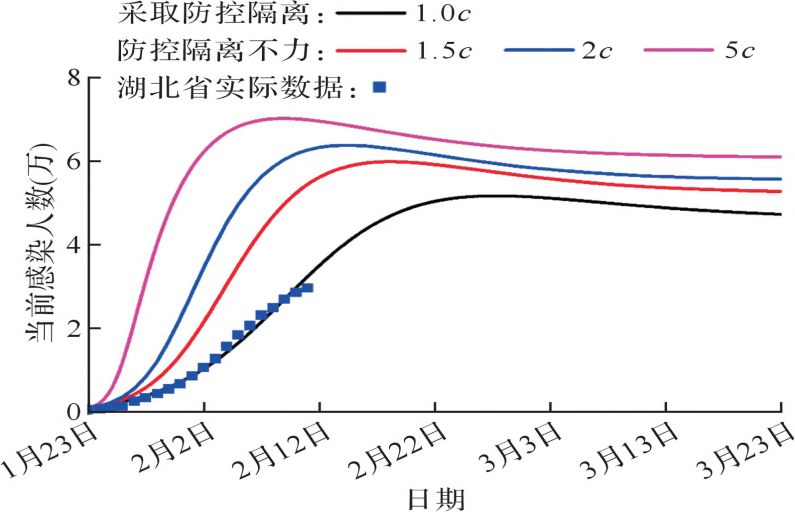 采取防控隔离: 1.0c
防控隔离不力: 1.5c 2c 5c
湖北省实际数据:
当前感染人数(万)
8
6
4
2
0
1月23日 2月2日 2月12日 2月22日 3月3日 3月13日 3月23日
日期